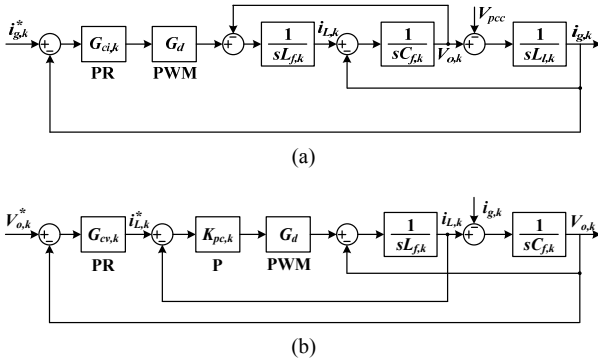 i*g,k
Gci,k
Gd
1
sLf,k
iL,k
1
sCf,k
Vo,k
Vpcc
1
sLl,k
ig,k
PR
PWM
(a)
V*o,k
Gcv,k
i*L,k
Kpc,k
Gd
1
sLf,k
iL,k
ig,k
1
sCf,k
Vo,k
PR
P
PWM
(b)